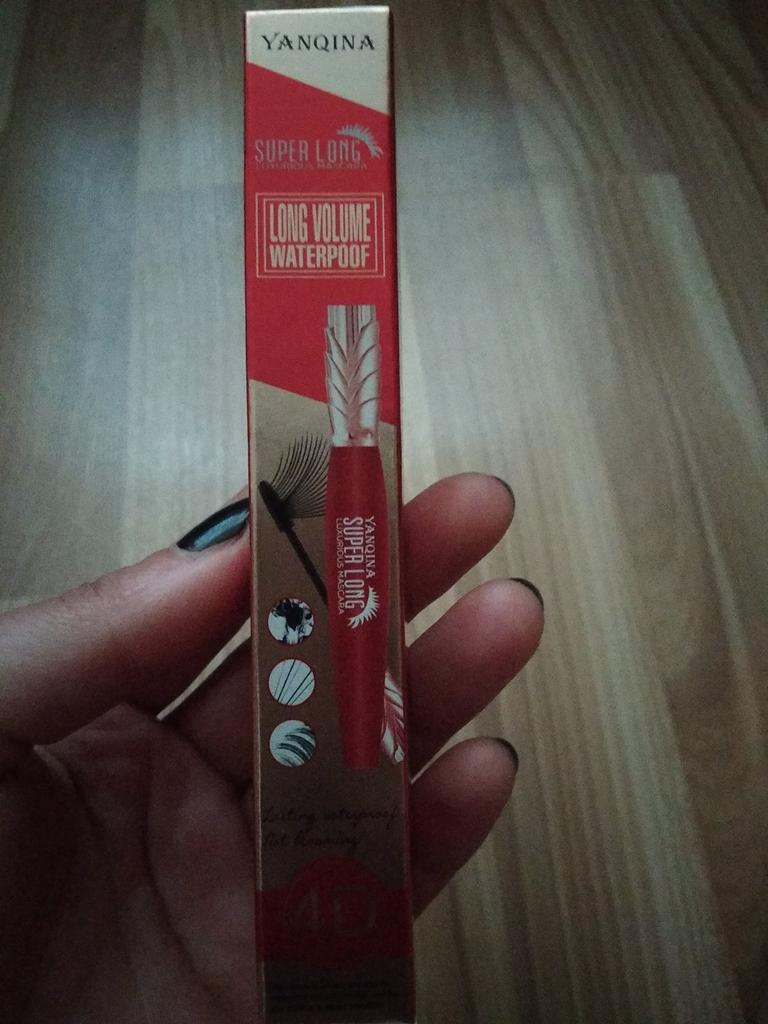 YANQINA
SUPER LONG
LUXURIOUS MASCARA
LONG VOLUME
WATERPOOF
YANQINA
SUPER LONG
LUXURIOUS MASCARA
Lasting waterproof
Not blooming
4D